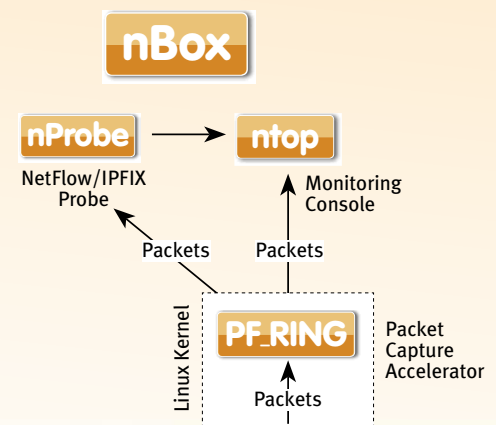 nBox
nProbe
ntop
NetFlow/IPFIX
Probe
Monitoring
Console
Packets
Packets
Linux Kernel
PF_RING
Packet
Capture
Accelerator
Packets